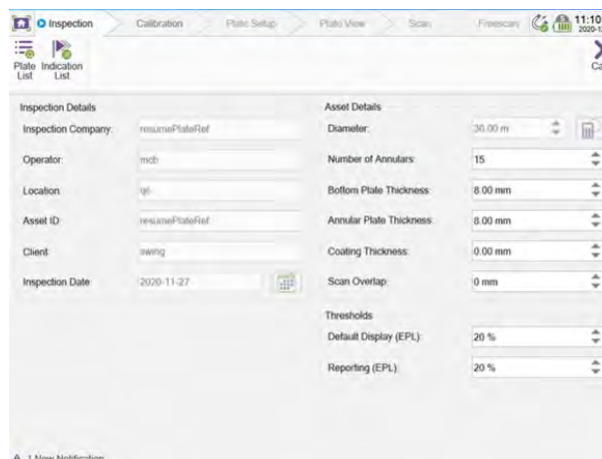 Inspection Calibration Plate Setup Plate View Scan Freescan 11:10
2020-1
Plate List Indication List Ca
Inspection Details Asset Details
Inspection Company: resumePlateRef Diameter: 30.00 m
Operator: mcb Number of Annulars: 15
Location: Bottom Plate Thickness: 8.00 mm
Asset ID: resumePlateRef Annular Plate Thickness: 8.00 mm
Client: swing Coating Thickness: 0.00 mm
Inspection Date: 2020-11-27 Scan Overlap: 0 mm
Thresholds
Default Display (EPL): 20 %
Reporting (EPL): 20 %
1 New Notification